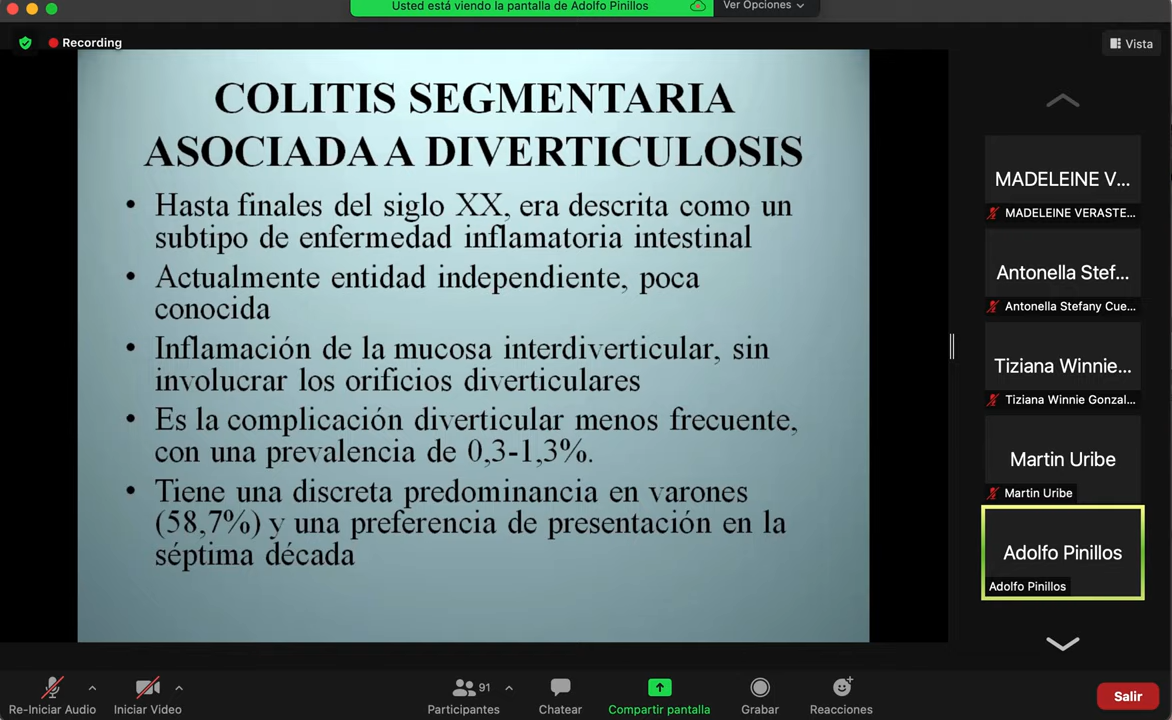 Usted está viendo la pantalla de Adolfo Pinillos
Ver Opciones
Recording
Vista
COLITIS SEGMENTARIA
ASOCIADA A DIVERTICULOSIS
• Hasta finales del siglo XX, era descrita como un
subtipo de enfermedad inflamatoria intestinal
• Actualmente entidad independiente, poca
conocida
• Inflamación de la mucosa interdiverticular, sin
involucrar los orificios diverticulares
• Es la complicación diverticular menos frecuente,
con una prevalencia de 0,3-1,3%.
• Tiene una discreta predominancia en varones
(58,7%) y una preferencia de presentación en la
séptima década
MADELEINE V...
MADELEINE VERASTE...
Antonella Stef...
Antonella Stefany Cue...
Tiziana Winnie...
Tiziana Winnie Gonzal...
Martin Uribe
Martin Uribe
Adolfo Pinillos
Adolfo Pinillos
Re-Iniciar Audio
Iniciar Video
91
Participantes
Chatear
Compartir pantalla
Grabar
Reacciones
Salir